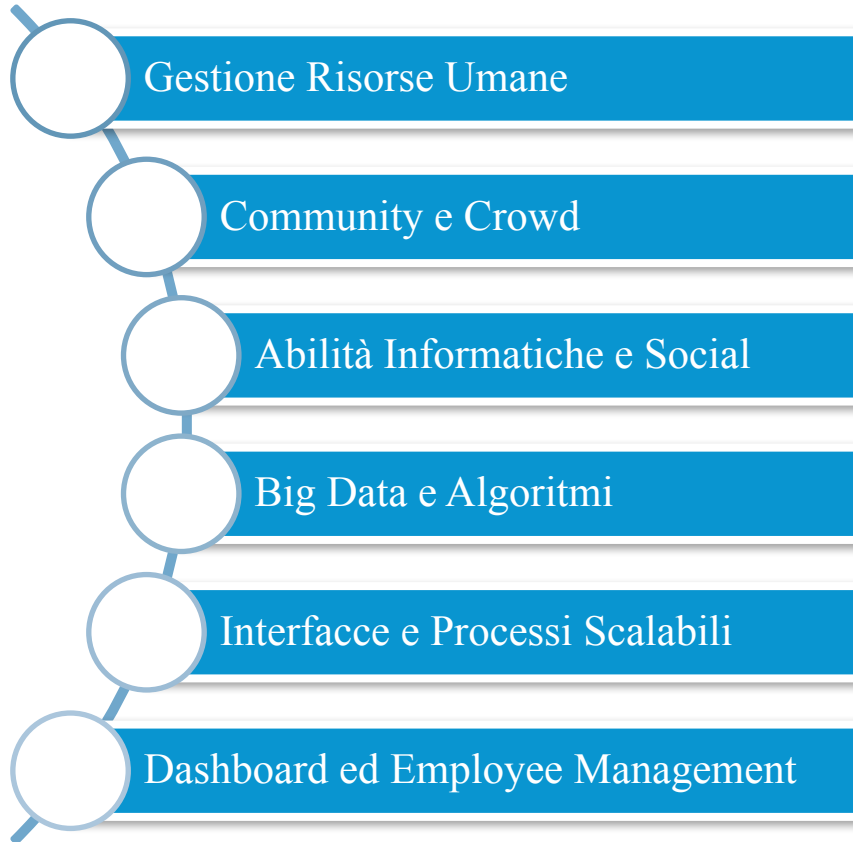 Gestione Risorse Umane
Community e Crowd
Abilità Informatiche e Social
Big Data e Algoritmi
Interfacce e Processi Scalabili
Dashboard ed Employee Management